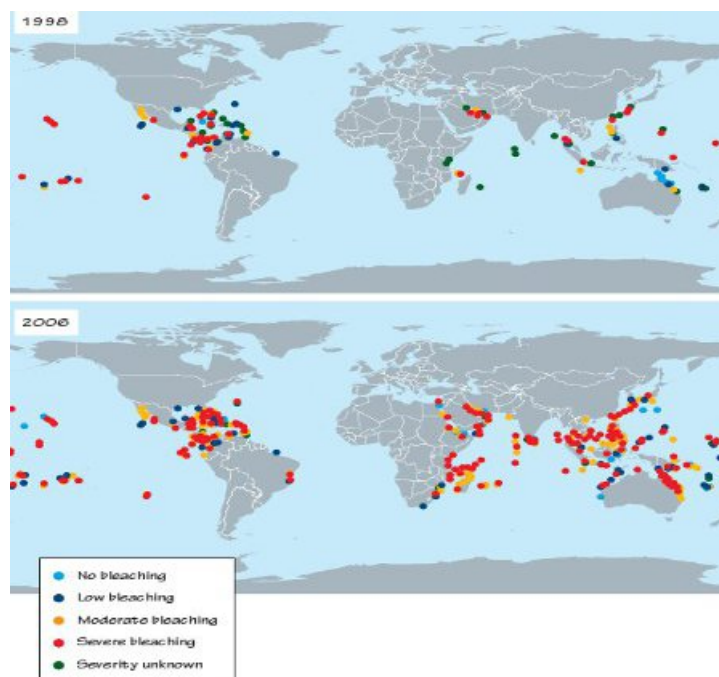 1998
2006
No bleaching
Low bleaching
Moderate bleaching
Severe bleaching
Severity unknown